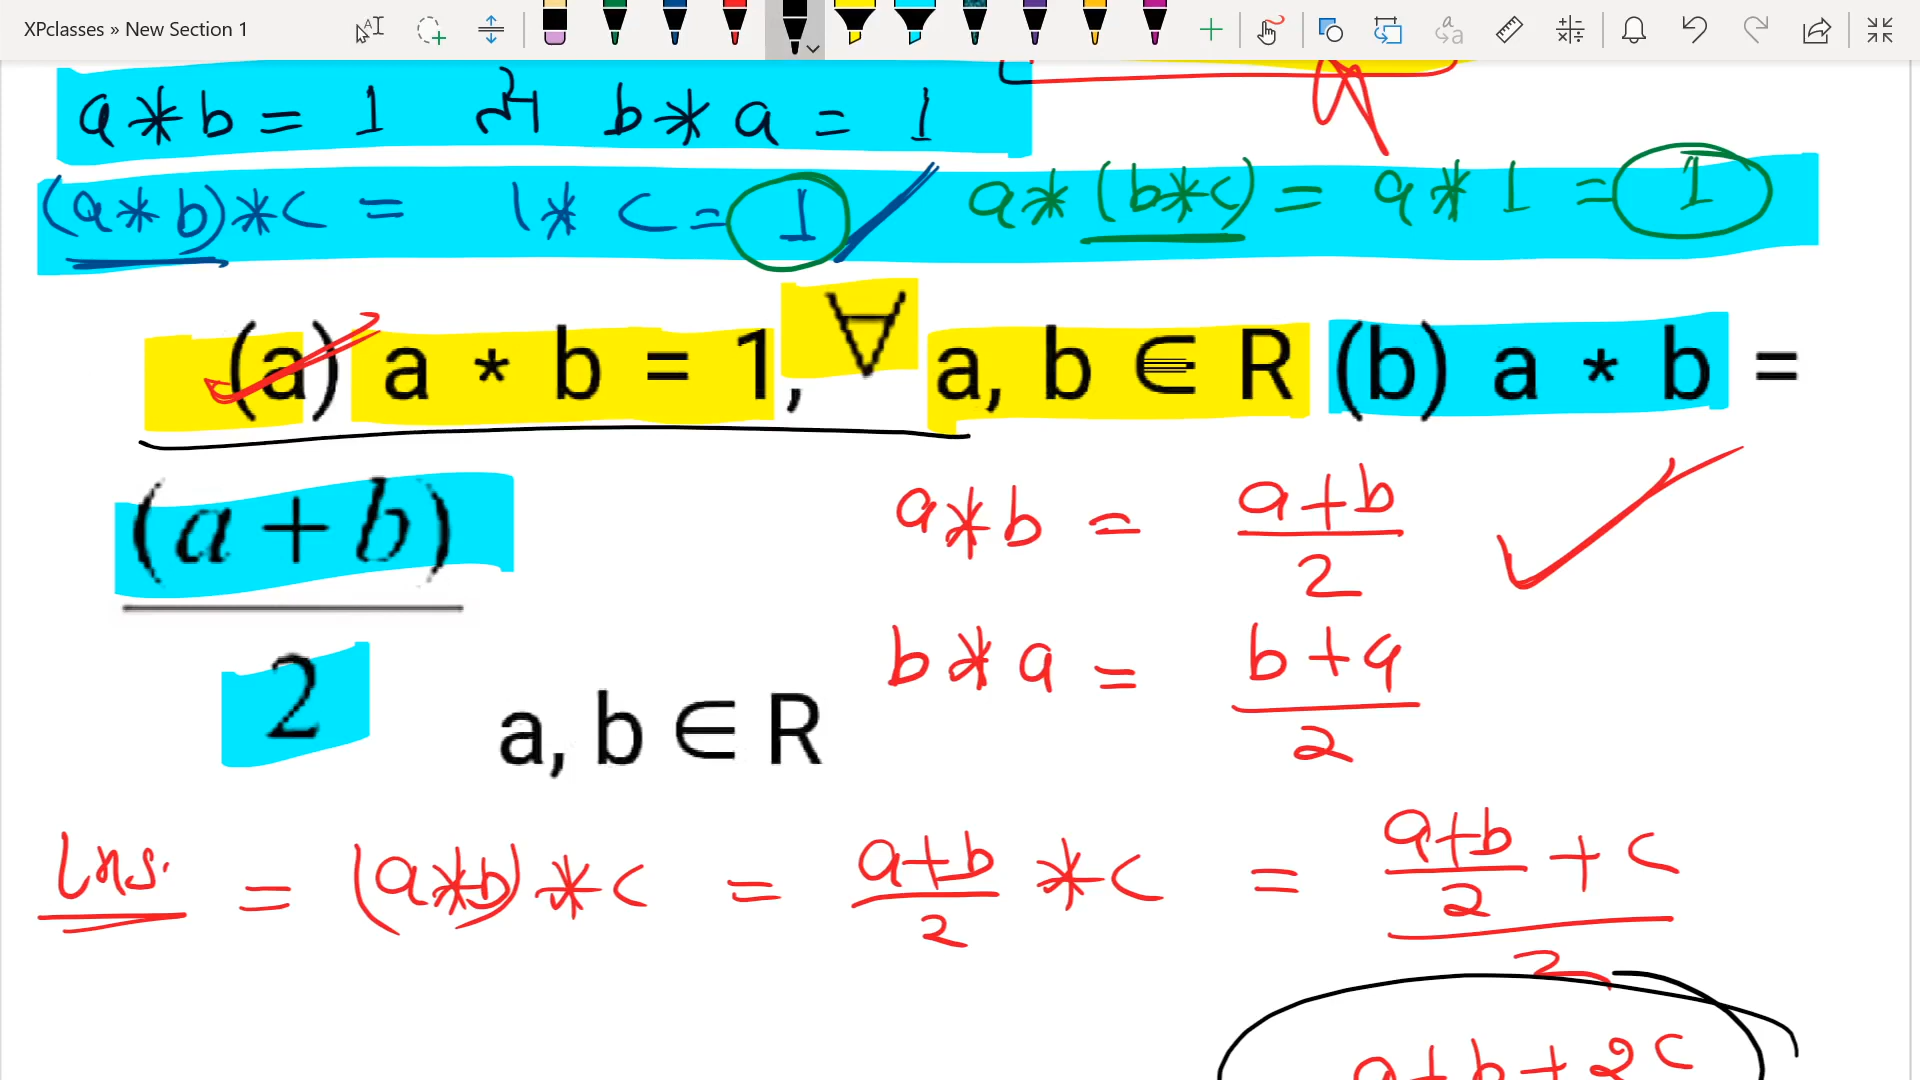 XPclasses » New Section 1
a * b = 1 और b * a = 1
(a * b) * c = 1 * c = 1 a * (b * c) = a * 1 = 1
(a) a * b = 1, ∀ a, b ∈ R (b) a * b =
(a + b)
2
a, b ∈ R
a * b = a+b
2
b * a = b+a
2
Lhs. = (a * b) * c = a+b/2 * c = (a+b/2 + c)/2
a + b + 2c